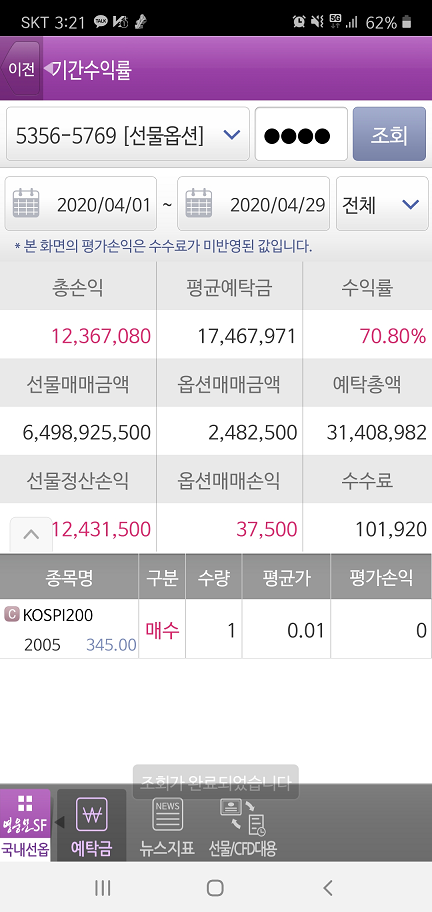 SKT 3:21 TALK 5G 62%
이전 기간수익률
5356-5769 [선물옵션] ●●●● 조회
2020/04/01 ~ 2020/04/29 전체
* 본 화면의 평가손익은 수수료가 미반영된 값입니다.
총손익 평균예탁금 수익률
12,367,080 17,467,971 70.80%
선물매매금액 옵션매매금액 예탁총액
6,498,925,500 2,482,500 31,408,982
선물정산손익 옵션매매손익 수수료
12,431,500 37,500 101,920
종목명 구분 수량 평균가 평가손익
C KOSPI200
2005 345.00 매수 1 0.01 0
조회가 완료되었습니다
영웅문SF ₩ NEWS
국내선옵 예탁금 뉴스지표 선물/CFD대용